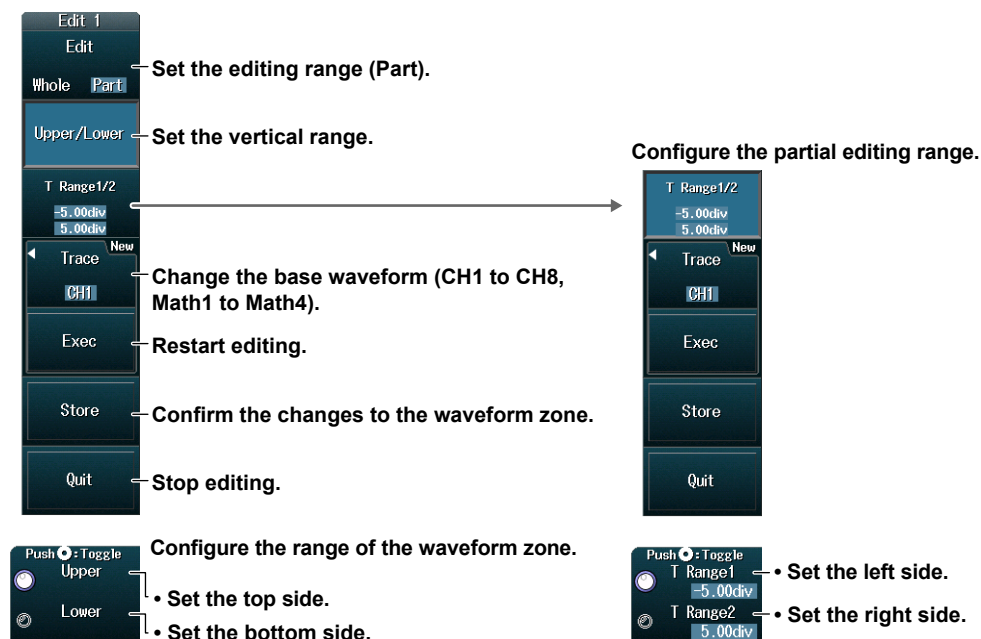 Edit 1
Edit
Whole Part
Set the editing range (Part).
Upper/Lower
Set the vertical range.
T Range1/2
-5.00div
5.00div
New
Trace
CH1
Change the base waveform (CH1 to CH8,
Math1 to Math4).
Exec
Restart editing.
Store
Confirm the changes to the waveform zone.
Quit
Stop editing.
Configure the partial editing range.
T Range1/2
-5.00div
5.00div
New
Trace
CH1
Exec
Store
Quit
Push :Toggle
Upper
Lower
Configure the range of the waveform zone.
• Set the top side.
• Set the bottom side.
Push :Toggle
T Range1
-5.00div
• Set the left side.
T Range2
5.00div
• Set the right side.